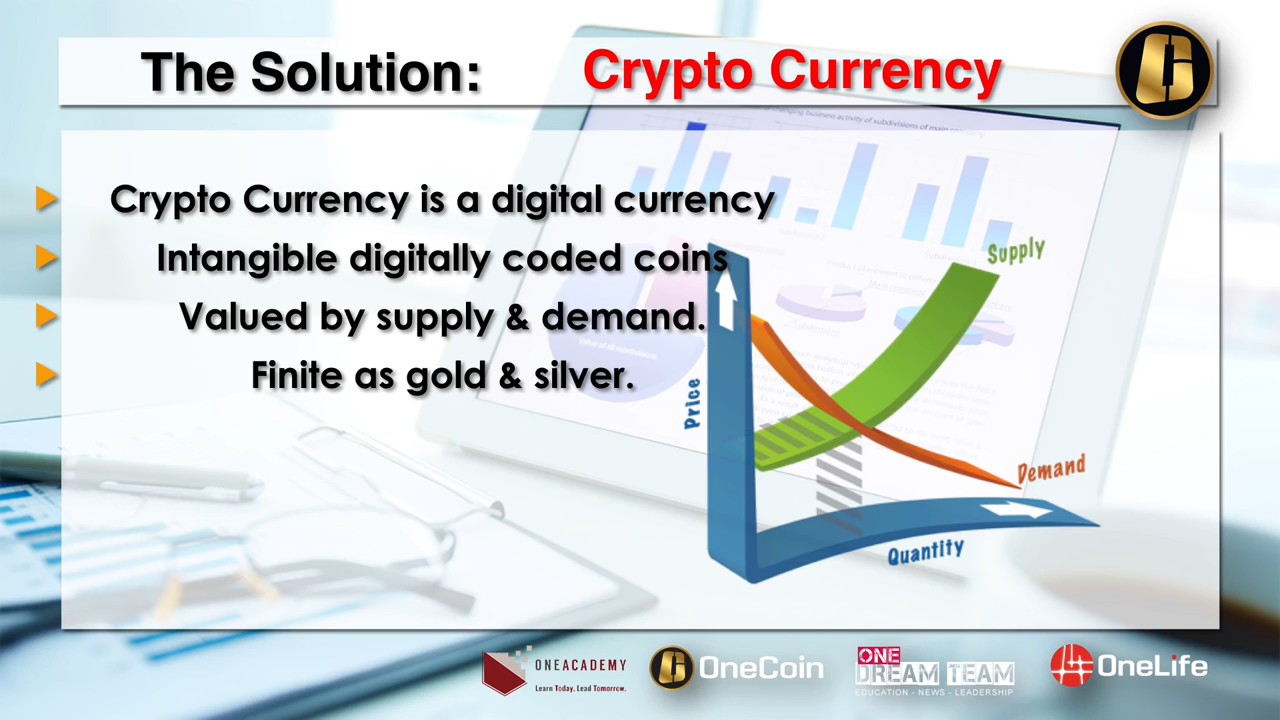 The Solution: Crypto Currency
Crypto Currency is a digital currency
Intangible digitally coded coins
Valued by supply & demand.
Finite as gold & silver.
Supply
Price
Demand
Quantity
ONEACADEMY
Learn Today. Lead Tomorrow.
OneCoin
ONE
DREAM TEAM
EDUCATION - NEWS - LEADERSHIP
OneLife